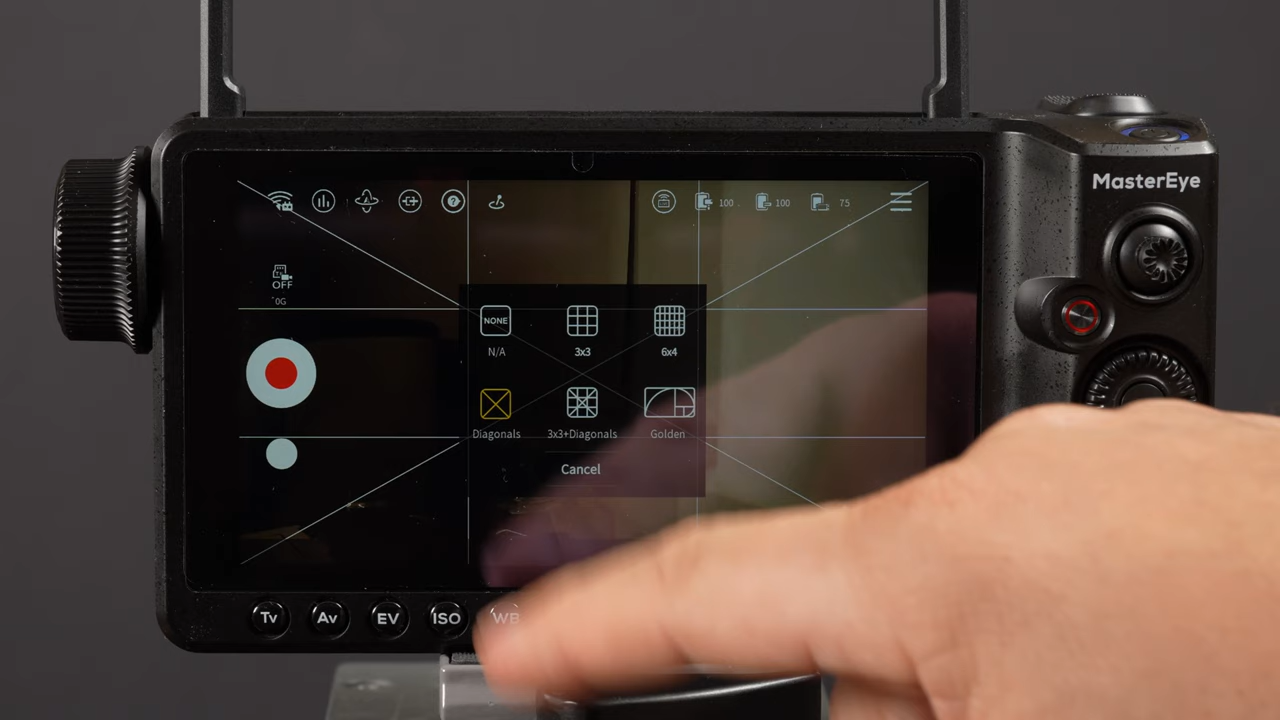 MasterEye
100
100
75
OFF
0G
NONE
N/A
3x3
6x4
Diagonals
3x3+Diagonals
Golden
Cancel
Tv
Av
EV
ISO
WB